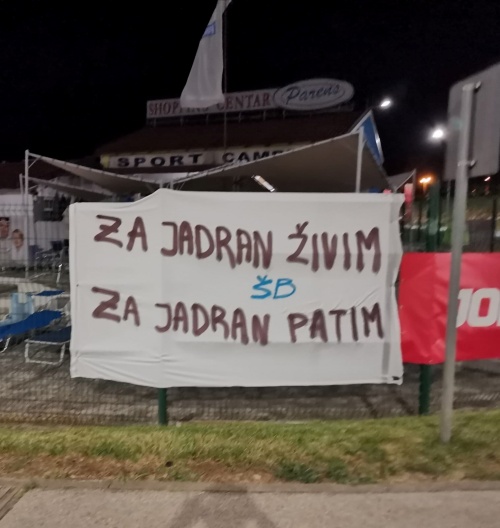 SHOPPING CENTAR Parens
SPORT CAMP
ZA JADRAN ŽIVIM
ŠB
ZA JADRAN PATIM